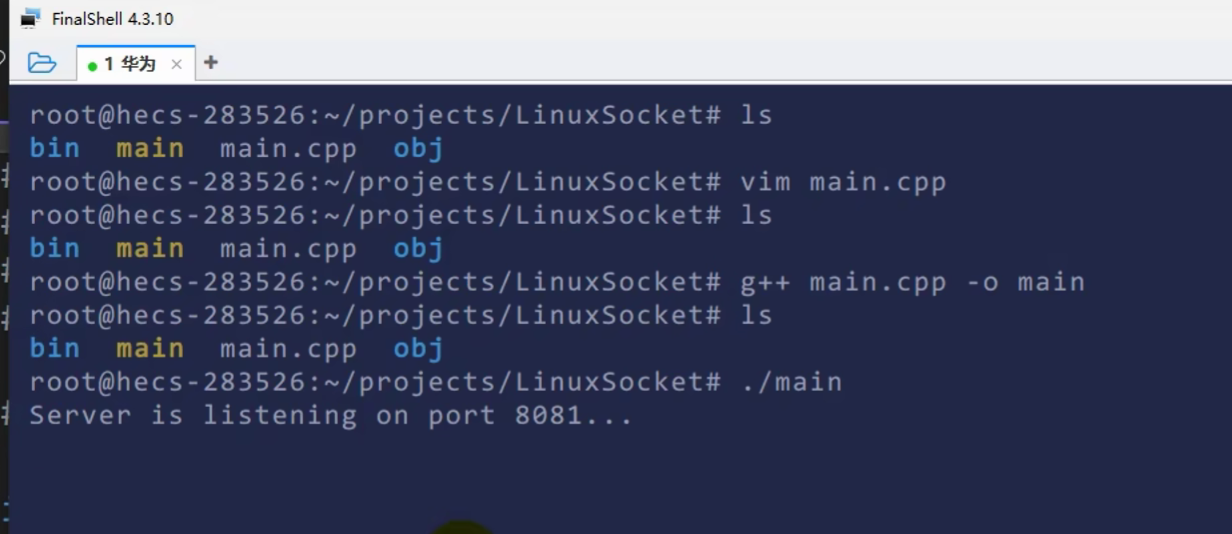 FinalShell 4.3.10
1 华为 × +
root@hecs-283526:~/projects/LinuxSocket# ls
bin main main.cpp obj
root@hecs-283526:~/projects/LinuxSocket# vim main.cpp
root@hecs-283526:~/projects/LinuxSocket# ls
bin main main.cpp obj
root@hecs-283526:~/projects/LinuxSocket# g++ main.cpp -o main
root@hecs-283526:~/projects/LinuxSocket# ls
bin main main.cpp obj
root@hecs-283526:~/projects/LinuxSocket# ./main
Server is listening on port 8081...